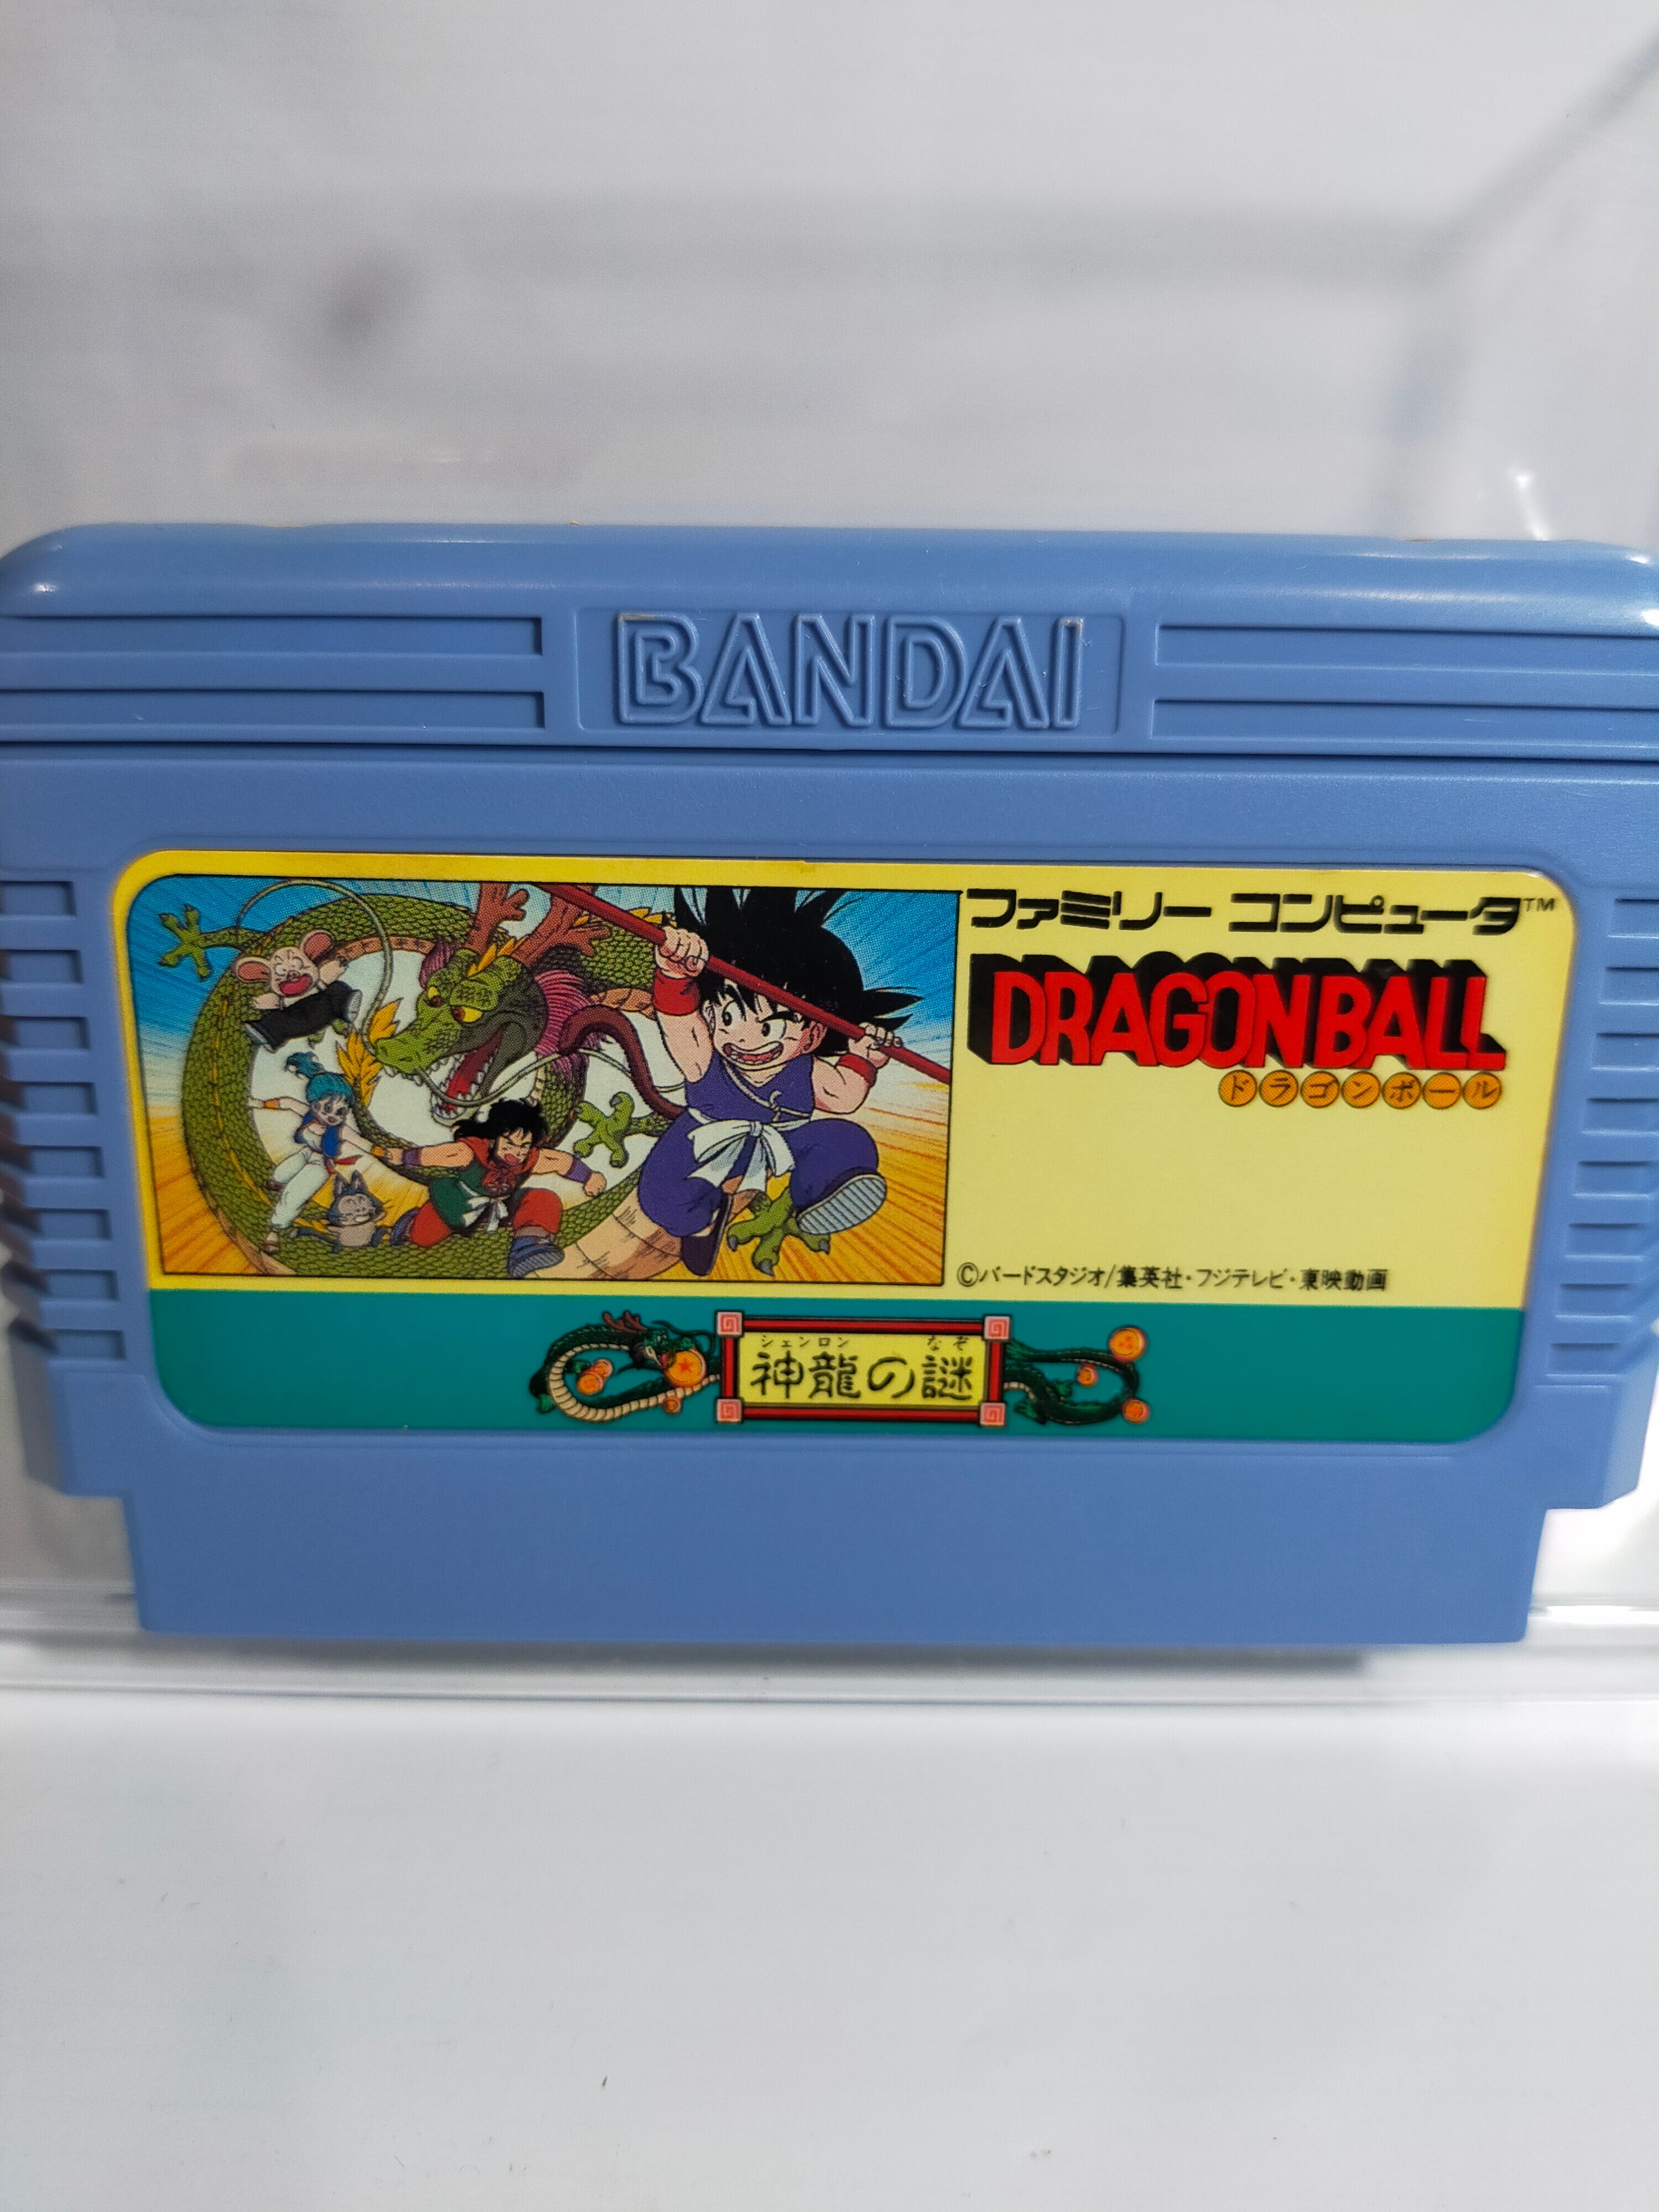 BANDAI
ファミリー コンピュータ™
DRAGON BALL
ドラゴンボール
©バードスタジオ/集英社・フジテレビ・東映動画
シェンロン なぞ
神龍の謎